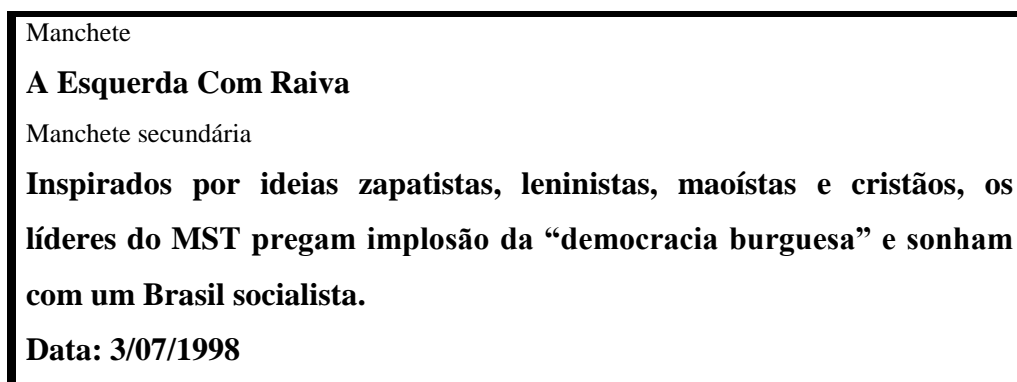 Manchete
A Esquerda Com Raiva
Manchete secundária
Inspirados por ideias zapatistas, leninistas, maoístas e cristãos, os
líderes do MST pregam implosão da “democracia burguesa” e sonham
com um Brasil socialista.
Data: 3/07/1998